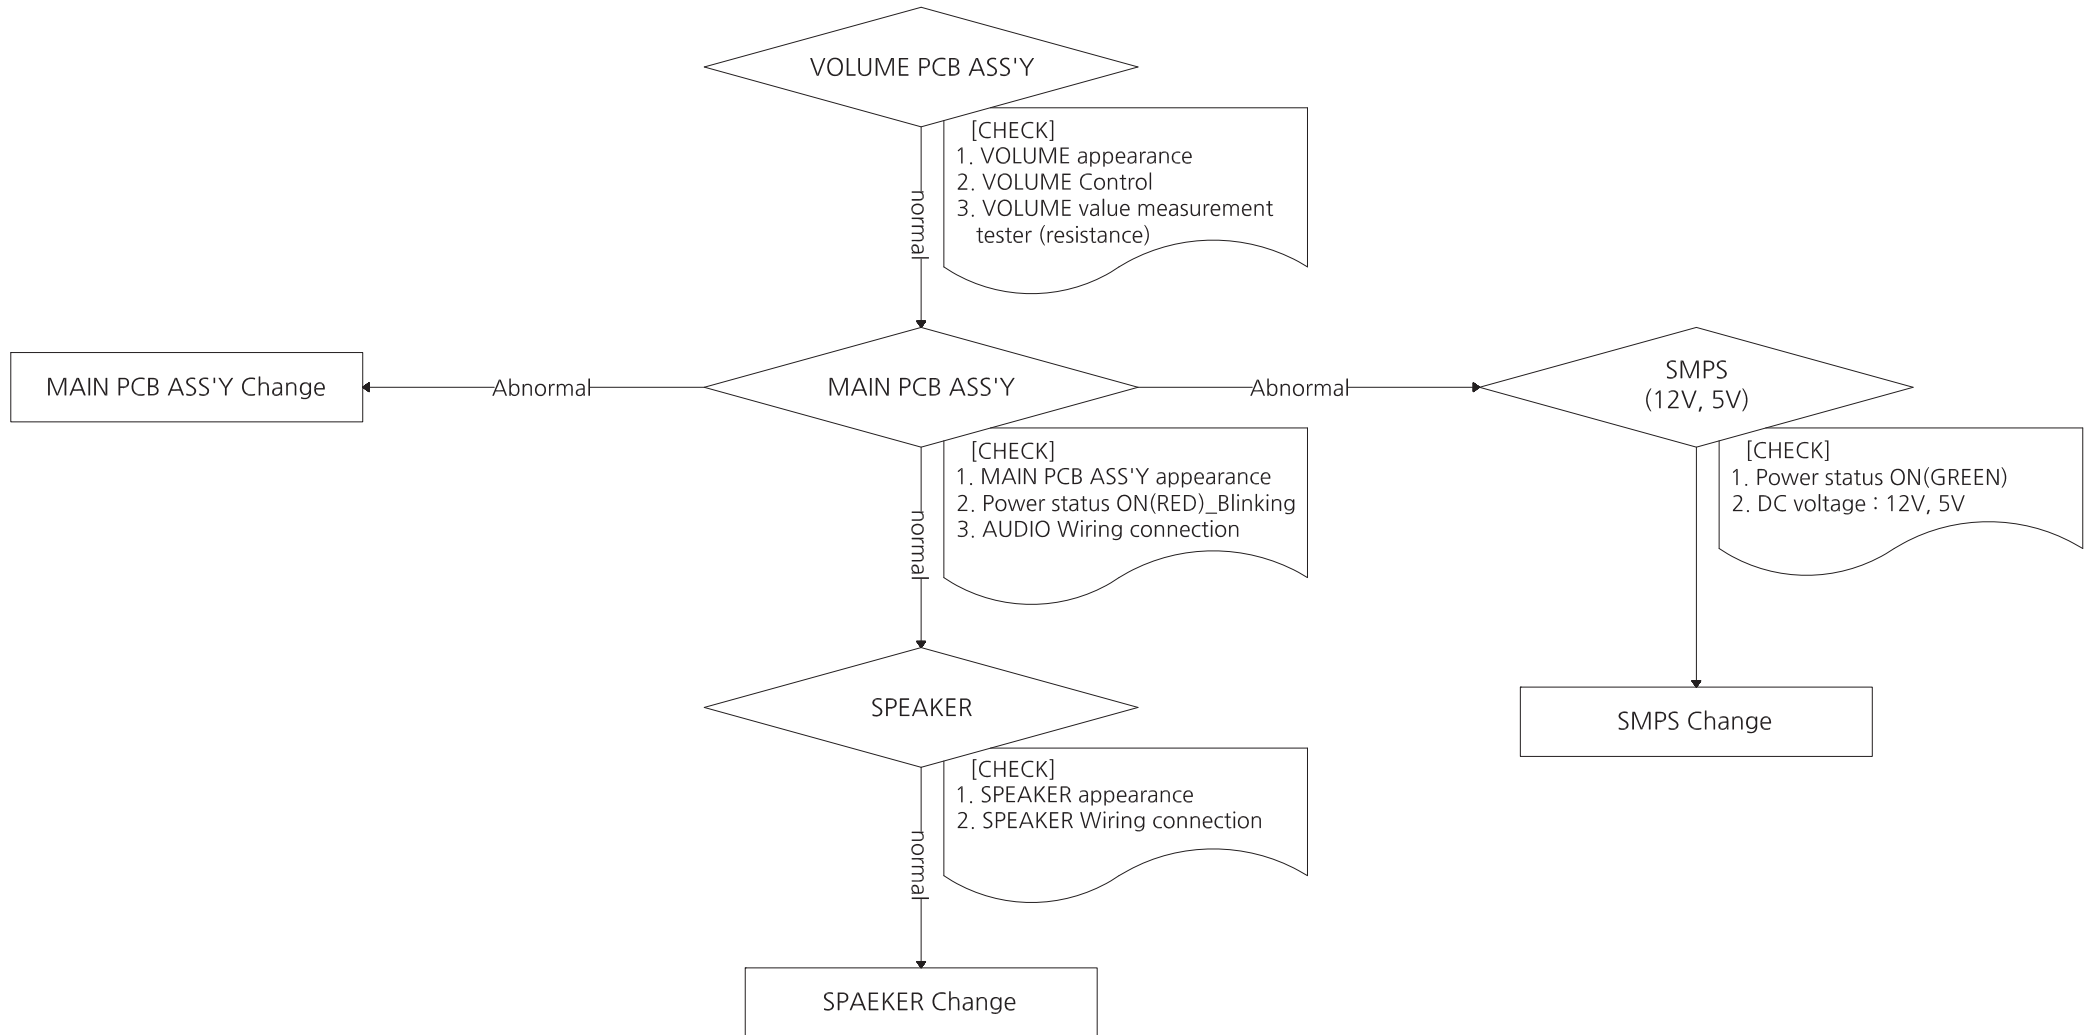 VOLUME PCB ASS'Y
[CHECK]
1. VOLUME appearance
2. VOLUME Control
3. VOLUME value measurement
tester (resistance)
normal
MAIN PCB ASS'Y Change
Abnormal
MAIN PCB ASS'Y
Abnormal
SMPS
(12V, 5V)
[CHECK]
1. MAIN PCB ASS'Y appearance
2. Power status ON(RED)_Blinking
3. AUDIO Wiring connection
normal
[CHECK]
1. Power status ON(GREEN)
2. DC voltage : 12V, 5V
SPEAKER
SMPS Change
[CHECK]
1. SPEAKER appearance
2. SPEAKER Wiring connection
normal
SPAEKER Change